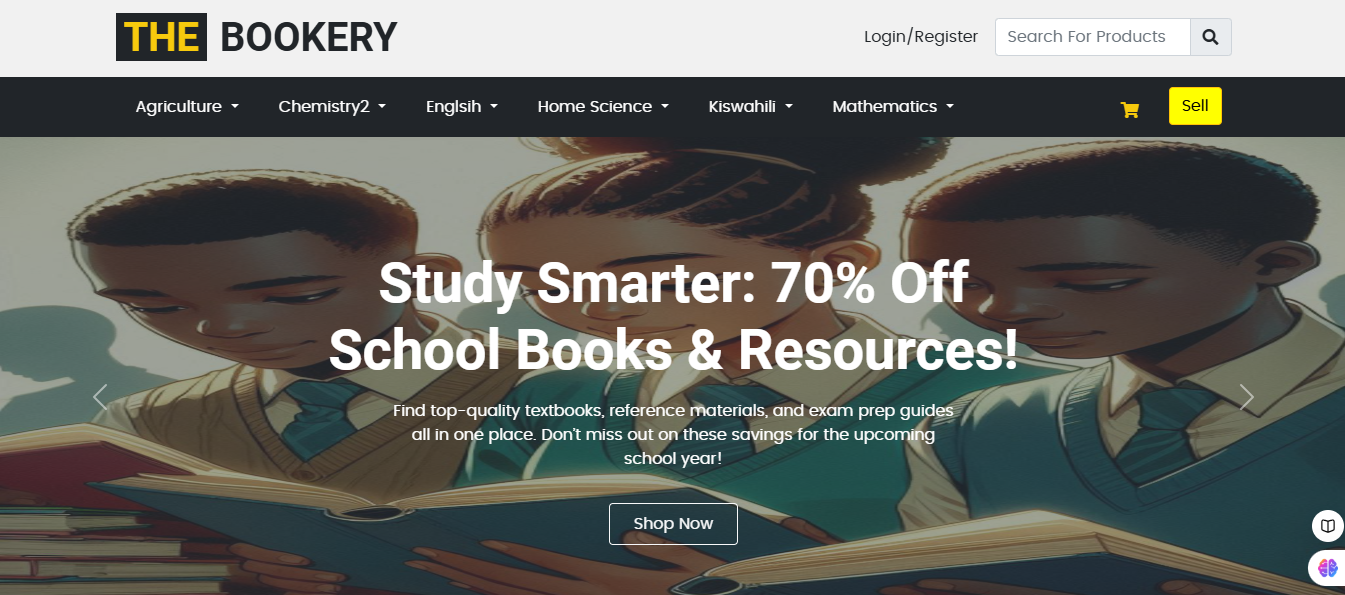 THE BOOKERY
Login/Register
Search For Products
Agriculture
Chemistry2
Englsih
Home Science
Kiswahili
Mathematics
Sell
Study Smarter: 70% Off
School Books & Resources!
Find top-quality textbooks, reference materials, and exam prep guides
all in one place. Don't miss out on these savings for the upcoming
school year!
Shop Now